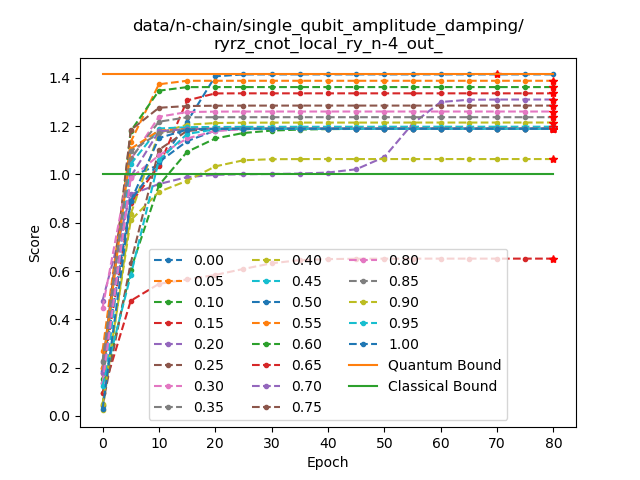 data/n-chain/single_qubit_amplitude_damping/
ryrz_cnot_local_ry_n-4_out_
Score
1.4
1.2
1.0
0.8
0.6
0.4
0.2
0.0
0.00 0.40 0.80
0.05 0.45 0.85
0.10 0.50 0.90
0.15 0.55 0.95
0.20 0.60 1.00
0.25 0.65 Quantum Bound
0.30 0.70 Classical Bound
0.35 0.75
0 10 20 30 40 50 60 70 80
Epoch